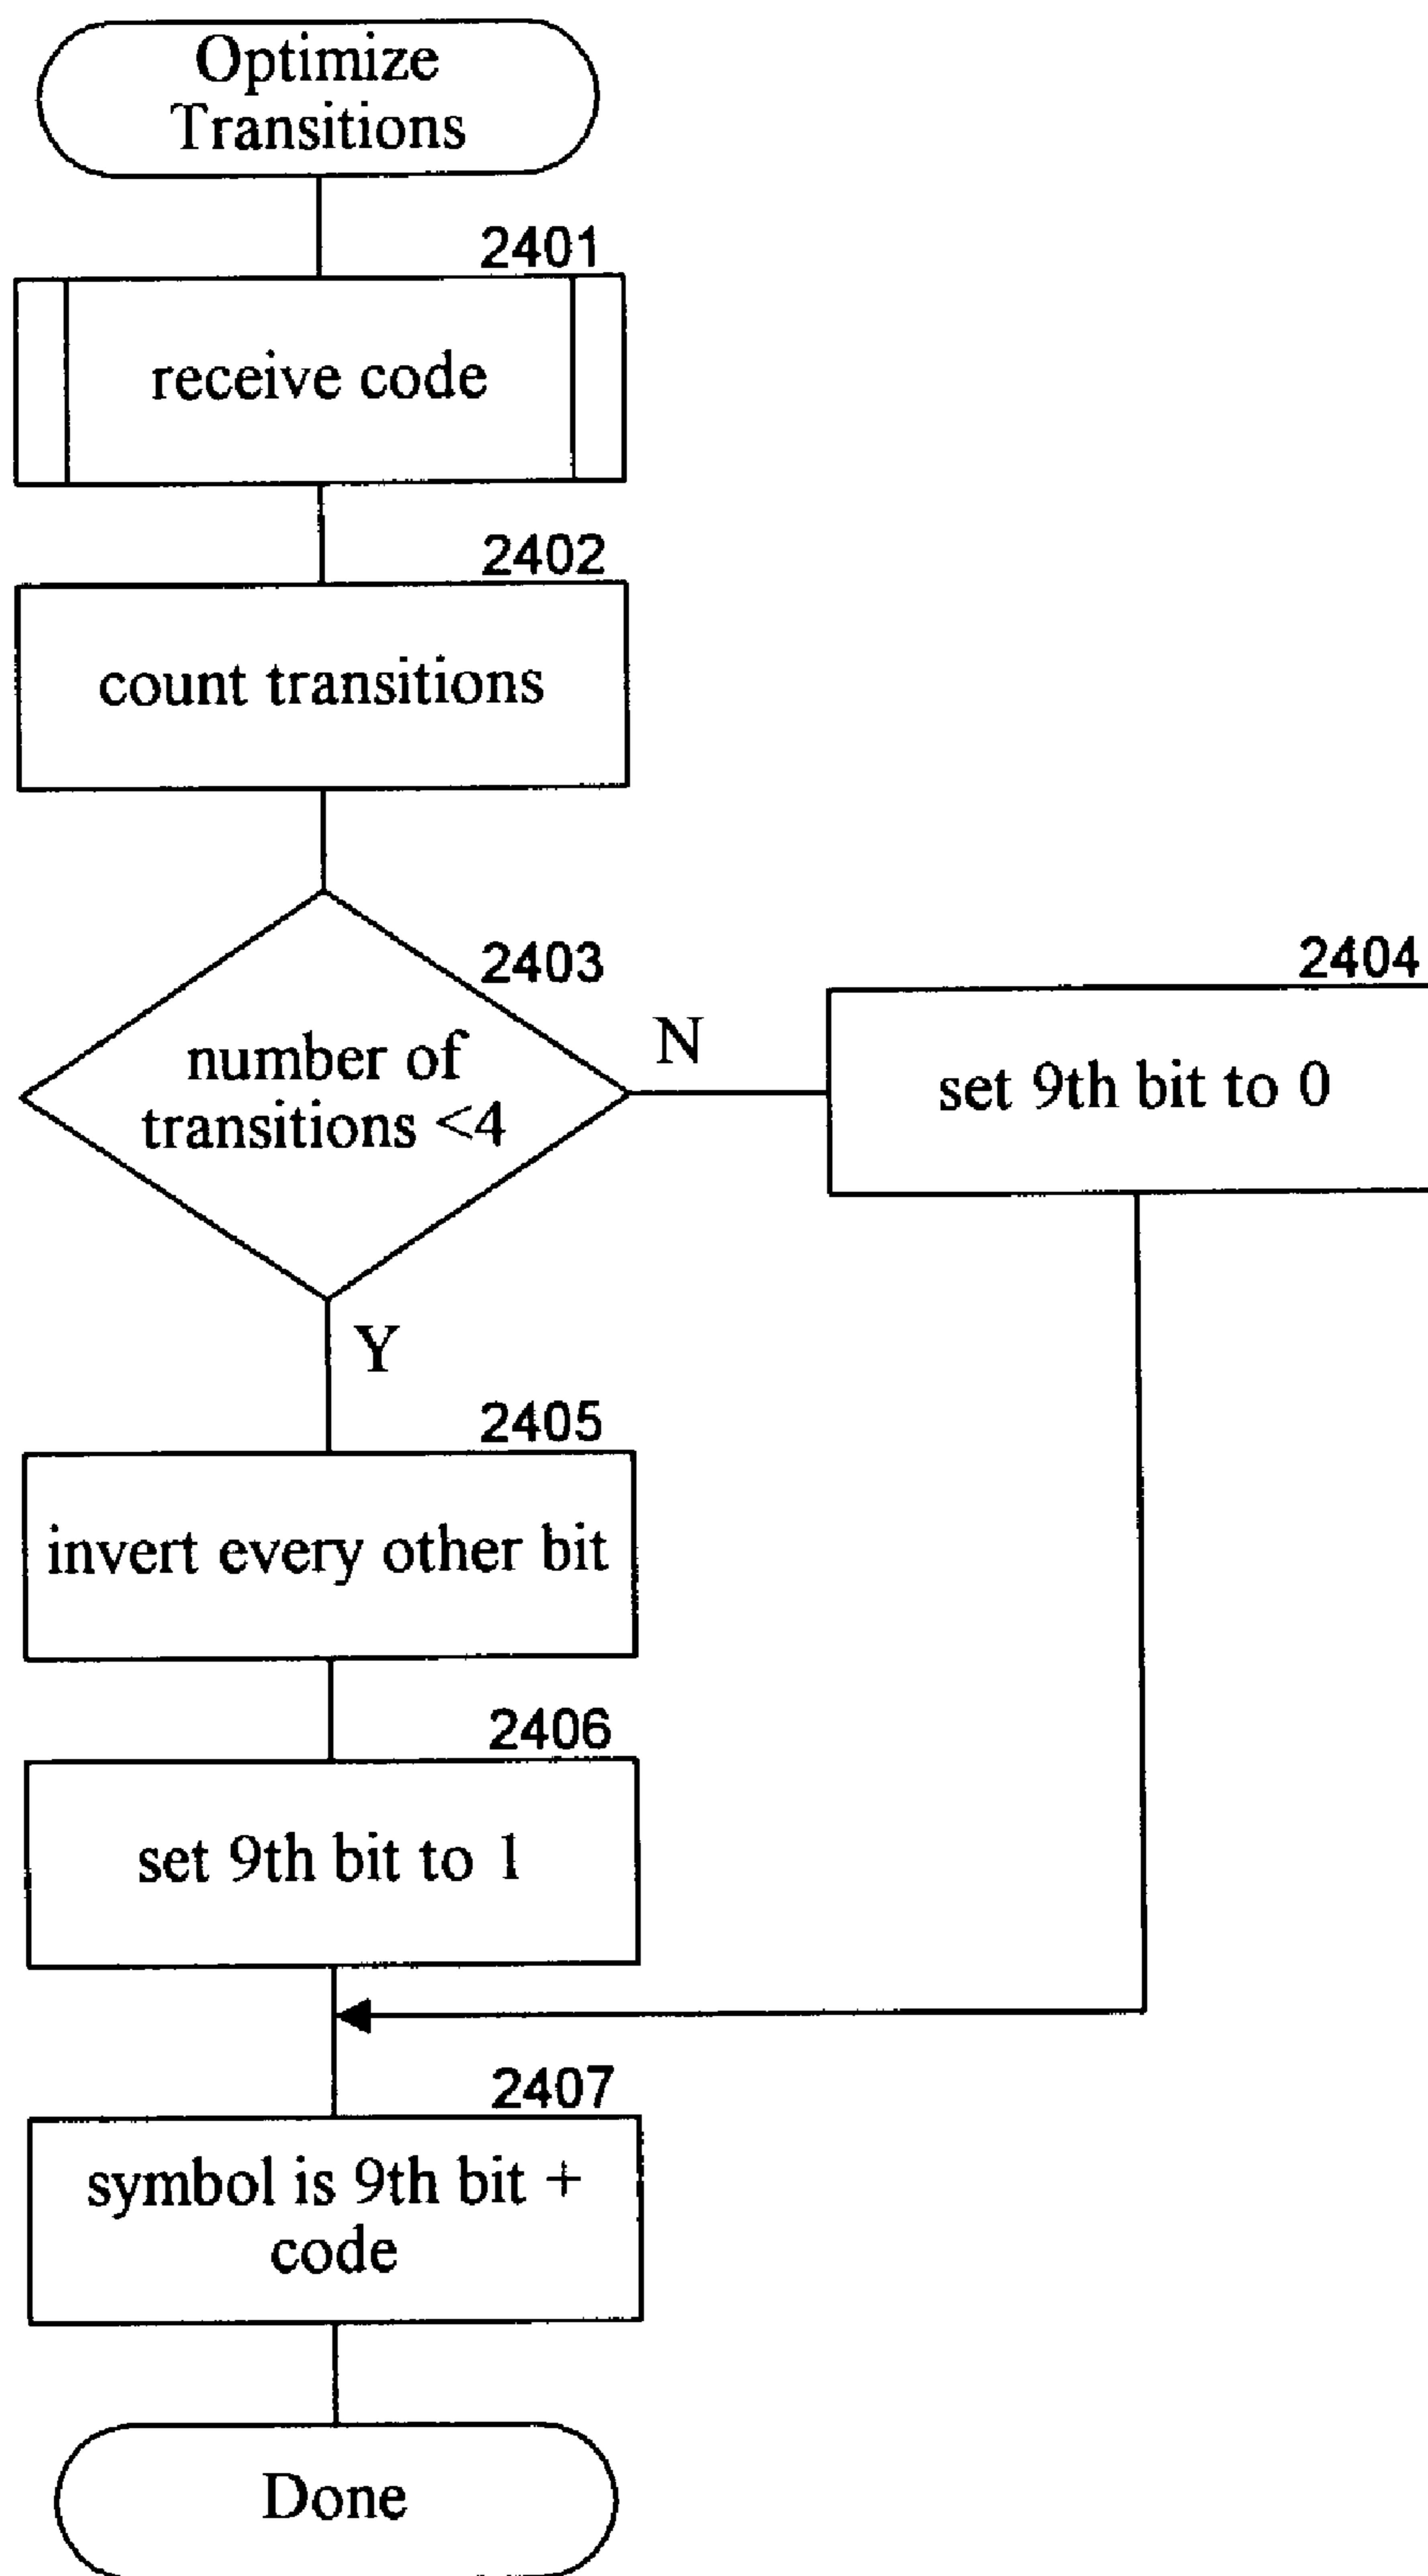 Optimize
Transitions
2401
receive code
2402
count transitions
2403
number of
transitions <4
N
2404
set 9th bit to 0
Y
2405
invert every other bit
2406
set 9th bit to 1
2407
symbol is 9th bit +
code
Done